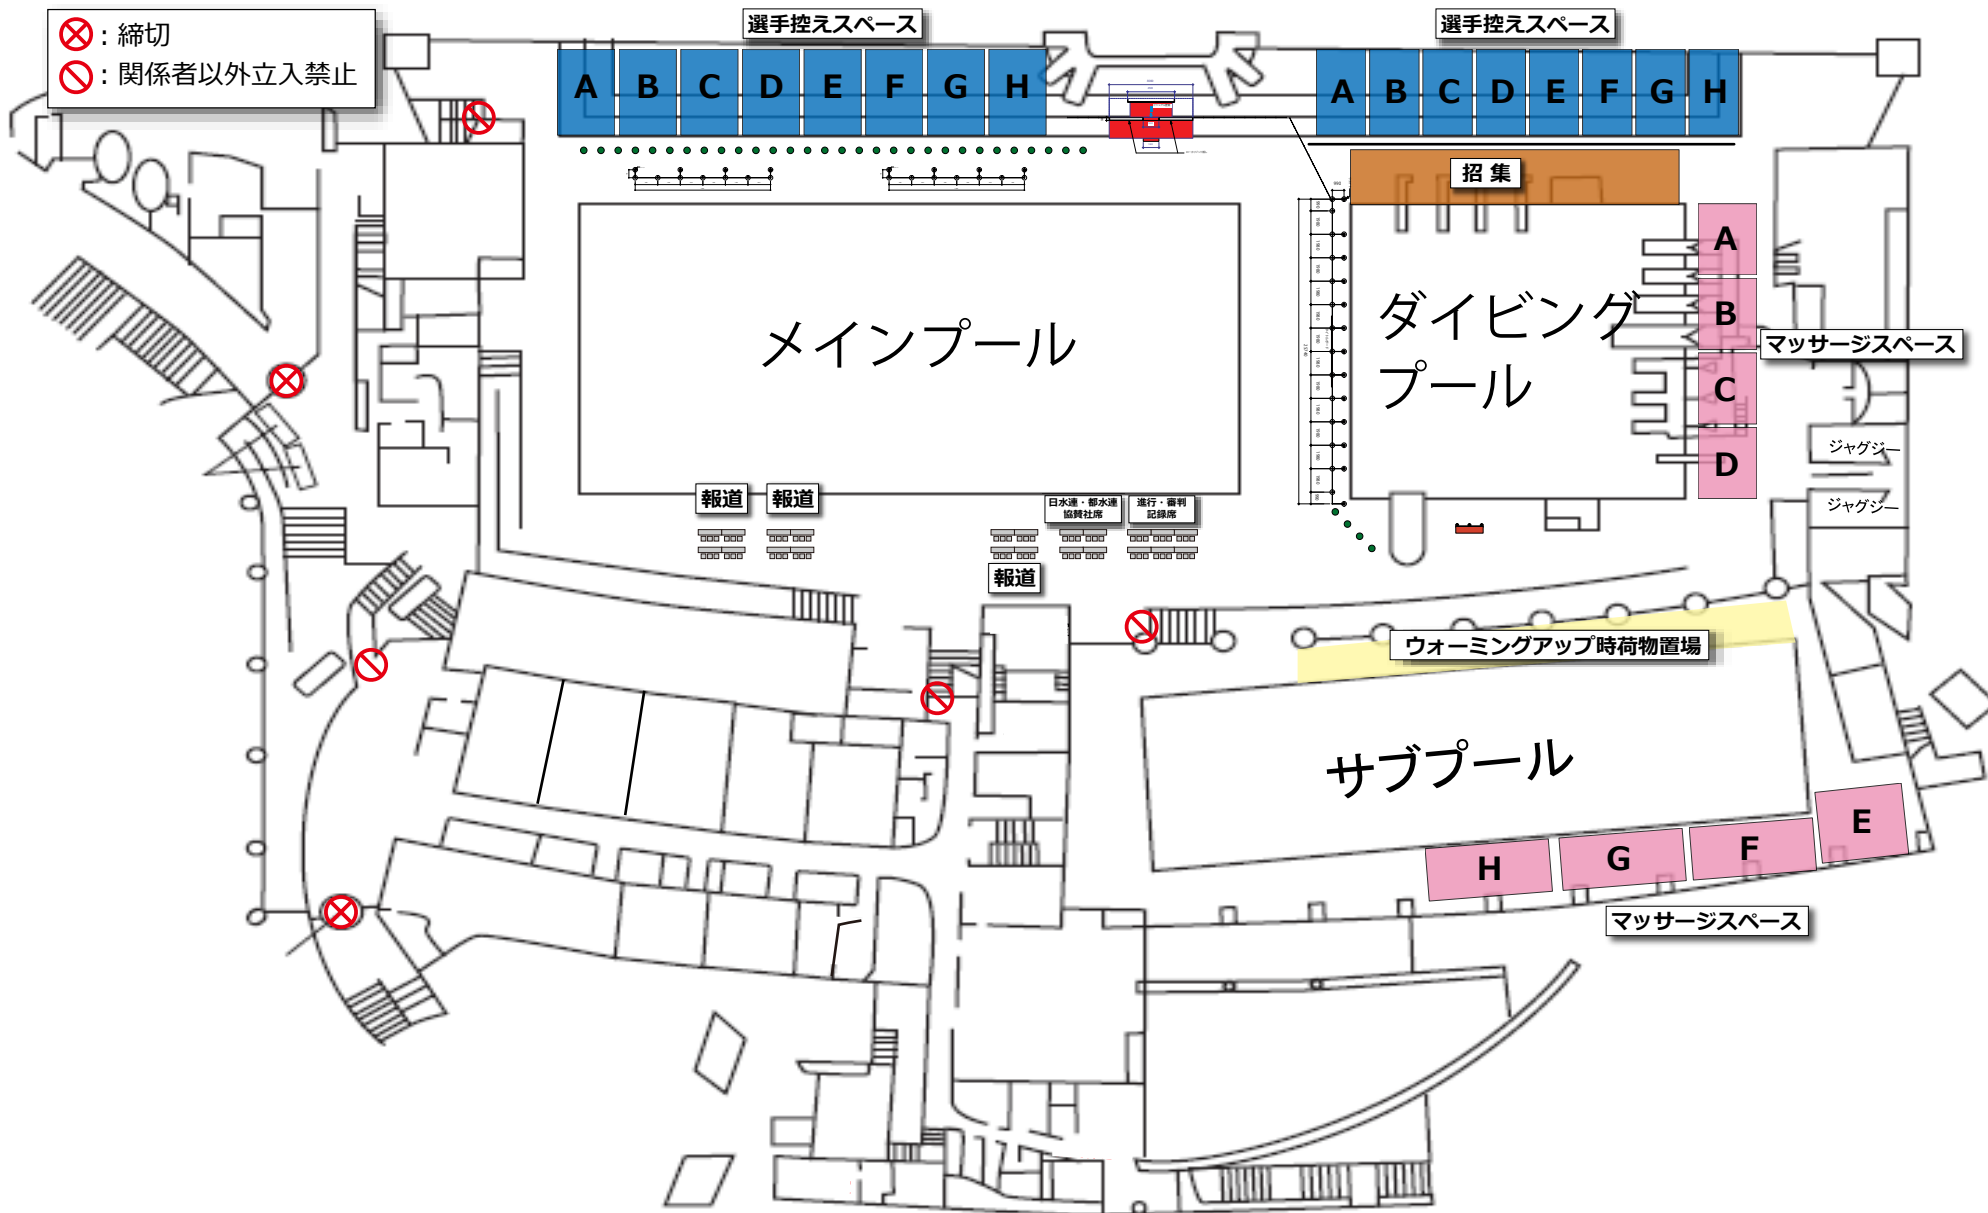 ：締切
：関係者以外立入禁止
選手控えスペース
選手控えスペース
A B C D E F G H
A B C D E F G H
招 集
メインプール
ダイビング
プール
A
B
C
D
マッサージスペース
ジャグジー
ジャグジー
報道
報道
日水連・都水連
協賛社席
進行・審判
記録席
報道
ウォーミングアップ時荷物置場
サブプール
H G F E
マッサージスペース